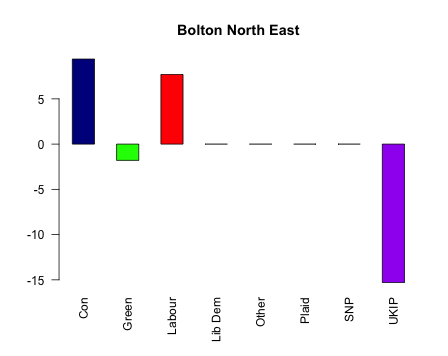 Bolton North East
5
0
-5
-10
-15
Con
Green
Labour
Lib Dem
Other
Plaid
SNP
UKIP